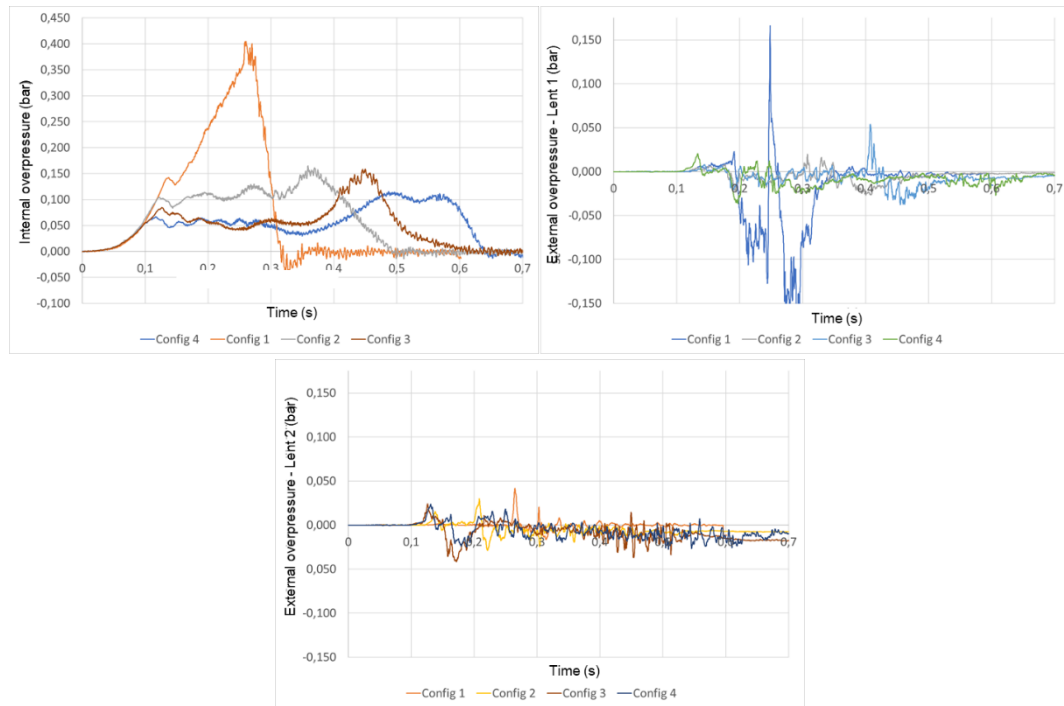 Internal overpressure (bar)
0,450
0,400
0,350
0,300
0,250
0,200
0,150
0,100
0,050
0,000
-0,050
-0,100
0 0,1 0,2 0,3 0,4 0,5 0,6 0,7
Time (s)
Config 4 Config 1 Config 2 Config 3
External overpressure - Lent 1 (bar)
0,150
0,100
0,050
0,000
-0,050
-0,100
-0,150
0 0,1 0,2 0,3 0,4 0,5 0,6 0,7
Time (s)
Config 1 Config 2 Config 3 Config 4
External overpressure - Lent 2 (bar)
0,150
0,100
0,050
0,000
-0,050
-0,100
-0,150
0 0,1 0,2 0,3 0,4 0,5 0,6 0,7
Time (s)
Config 1 Config 2 Config 3 Config 4